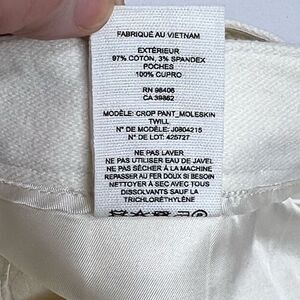 FABRIQUÉ AU VIETNAM
EXTÉRIEUR
97% COTON, 3% SPANDEX
POCHES
100% CUPRO
RN 98406
CA 39862
MODÈLE: CROP PANT_MOLESKIN
TWILL
N° DE MODÈLE: J0804215
N° DE LOT: 425727
NE PAS LAVER
NE PAS UTILISER EAU DE JAVEL
NE PAS SÉCHER À LA MACHINE
REPASSER AU FER DOUX SI BESOIN
NETTOYER À SEC AVEC TOUS
DISSOLVANTS SAUF LA
TRICHLORÉTHYLÈNE